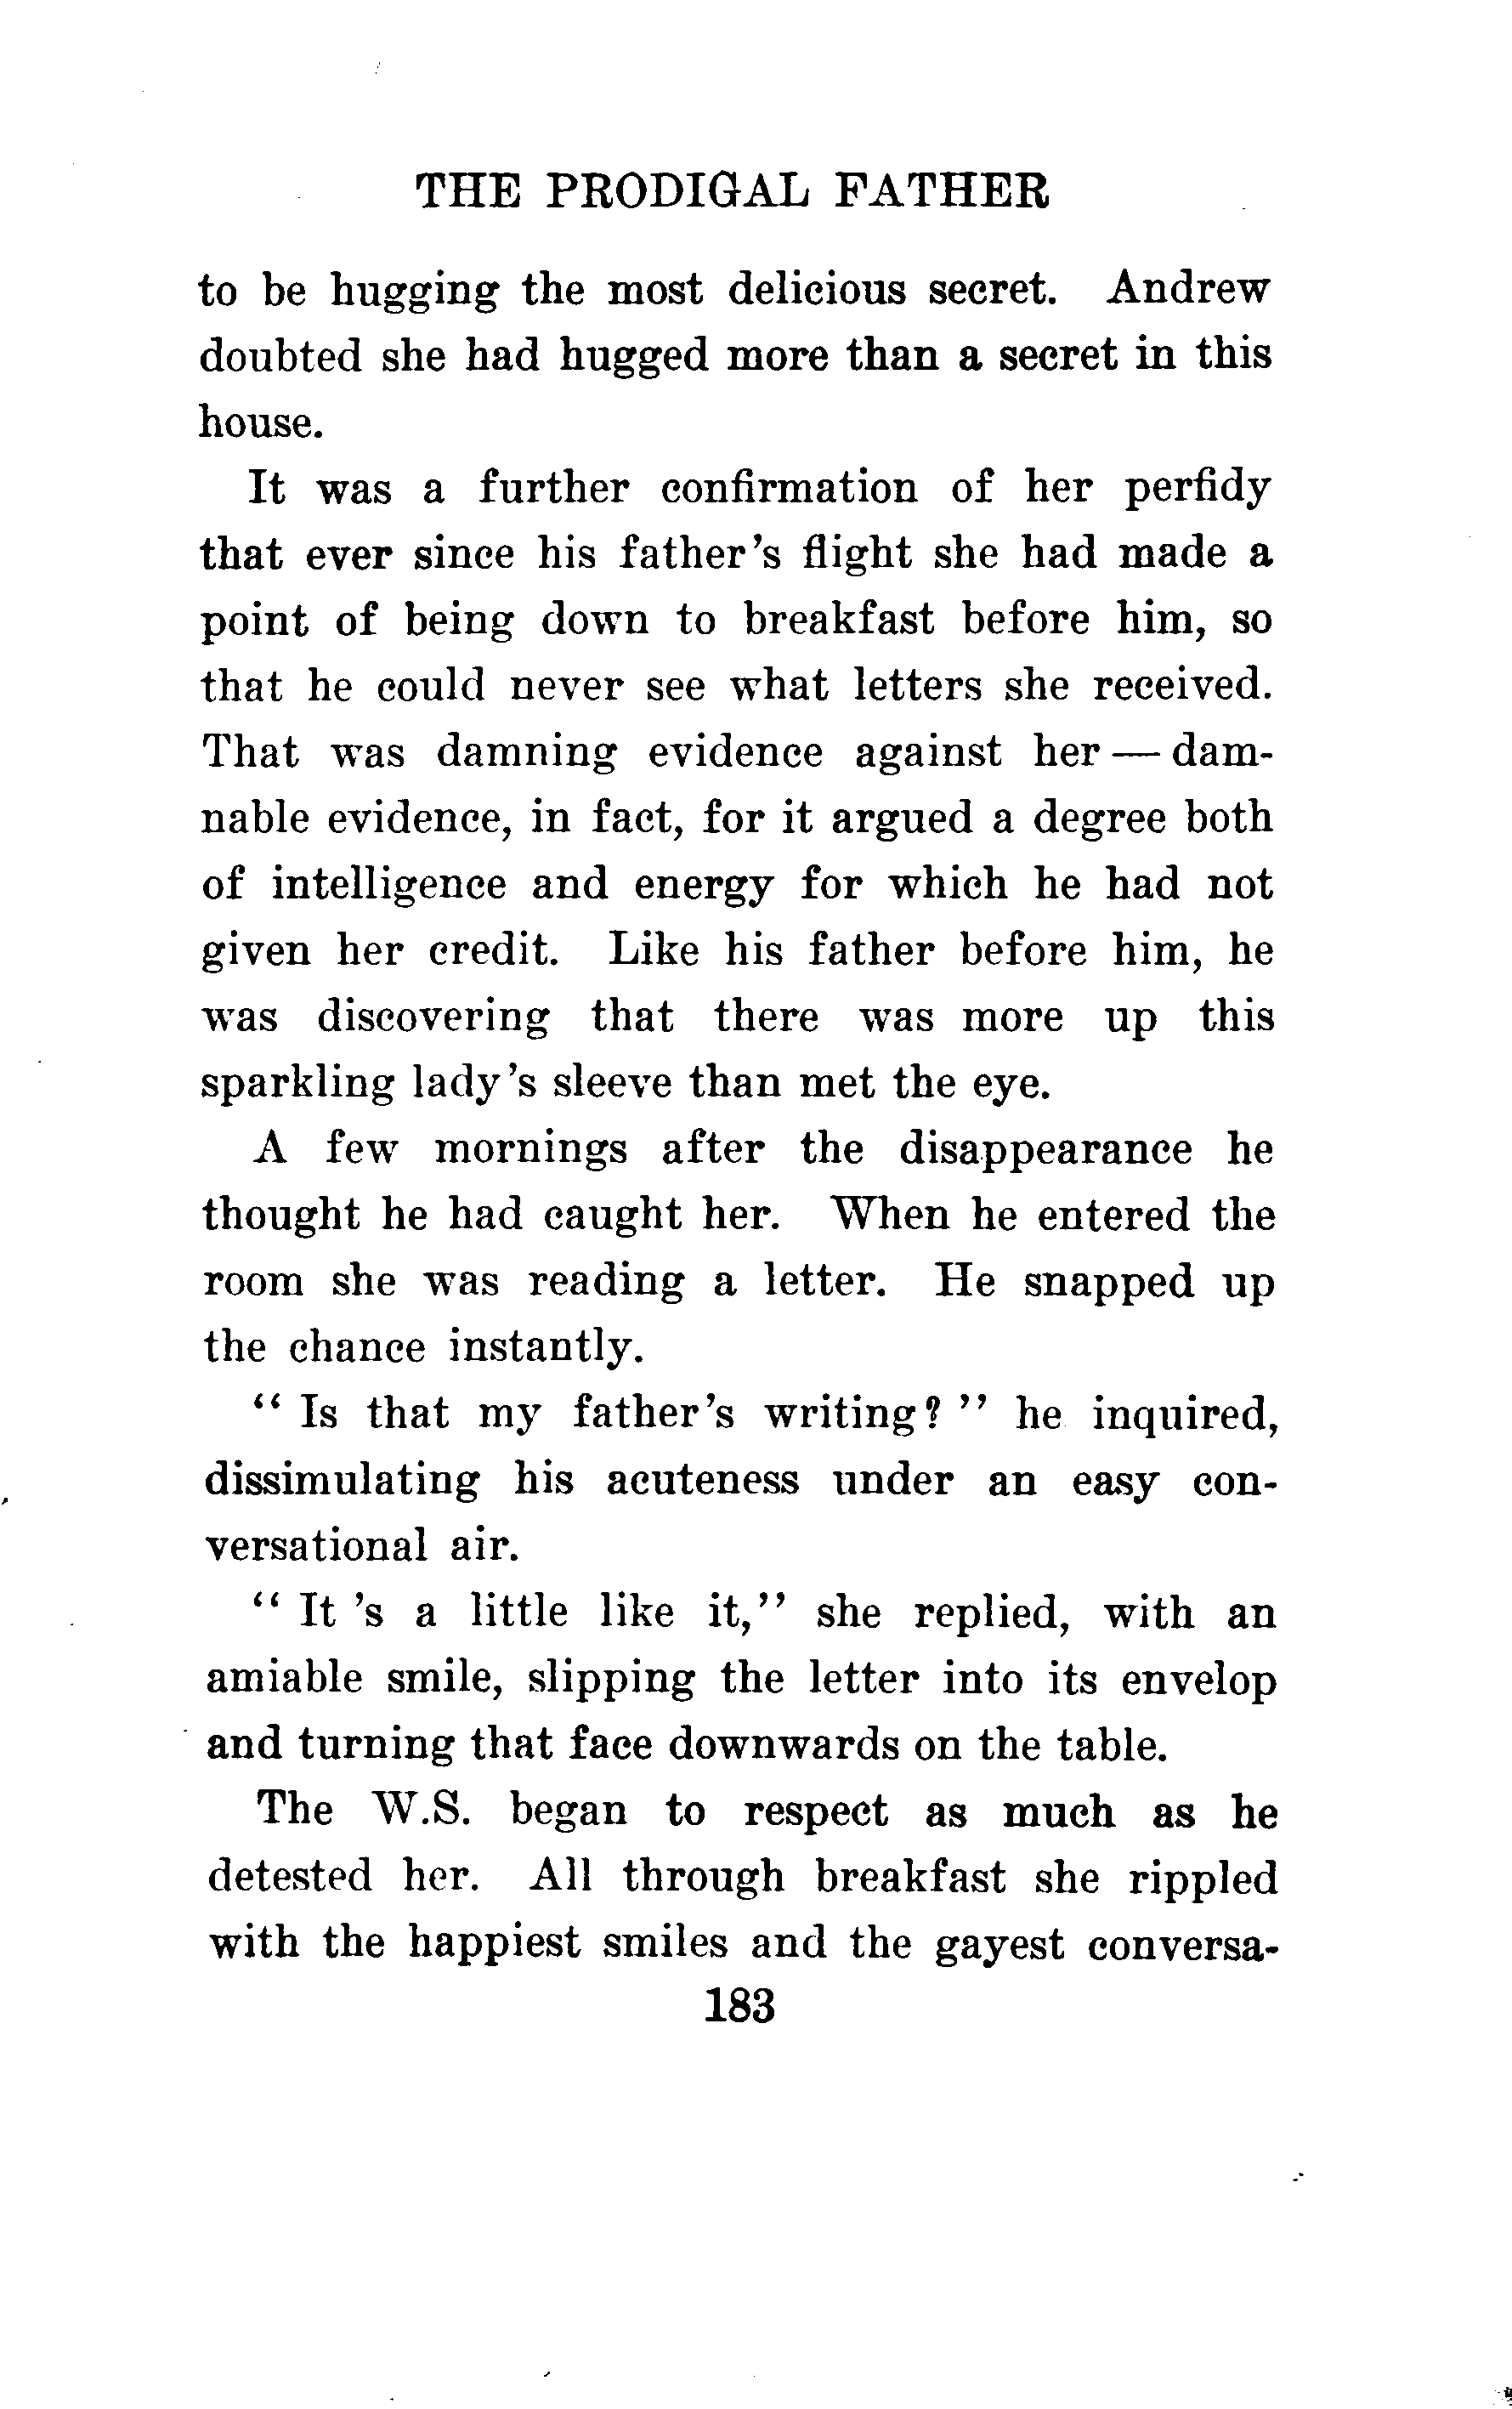 THE PRODIGAL FATHER
to be hugging the most delicious secret. Andrew
doubted she had hugged more than a secret in this
house.
It was a further confirmation of her perfidy
that ever since his father's flight she had made a
point of being down to breakfast before him, so
that he could never see what letters she received.
That was damning evidence against her — dam-
nable evidence, in fact, for it argued a degree both
of intelligence and energy for which he had not
given her credit. Like his father before him, he
was discovering that there was more up this
sparkling lady's sleeve than met the eye.
A few mornings after the disappearance he
thought he had caught her. When he entered the
room she was reading a letter. He snapped up
the chance instantly.
" Is that my father's writing? " he inquired,
dissimulating his acuteness under an easy con-
versational air.
" It 's a little like it," she replied, with an
amiable smile, slipping the letter into its envelop
and turning that face downwards on the table.
The W.S. began to respect as much as he
detested her. All through breakfast she rippled
with the happiest smiles and the gayest conversa-
183